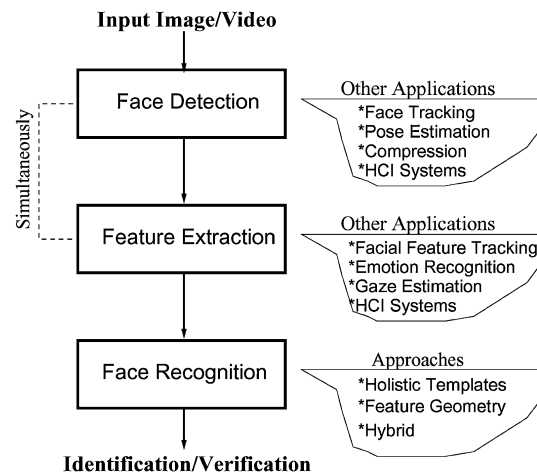 Input Image/Video
Face Detection
Simultaneously
Other Applications
*Face Tracking
*Pose Estimation
*Compression
*HCI Systems
Feature Extraction
Other Applications
*Facial Feature Tracking
*Emotion Recognition
*Gaze Estimation
*HCI Systems
Face Recognition
Approaches
*Holistic Templates
*Feature Geometry
*Hybrid
Identification/Verification